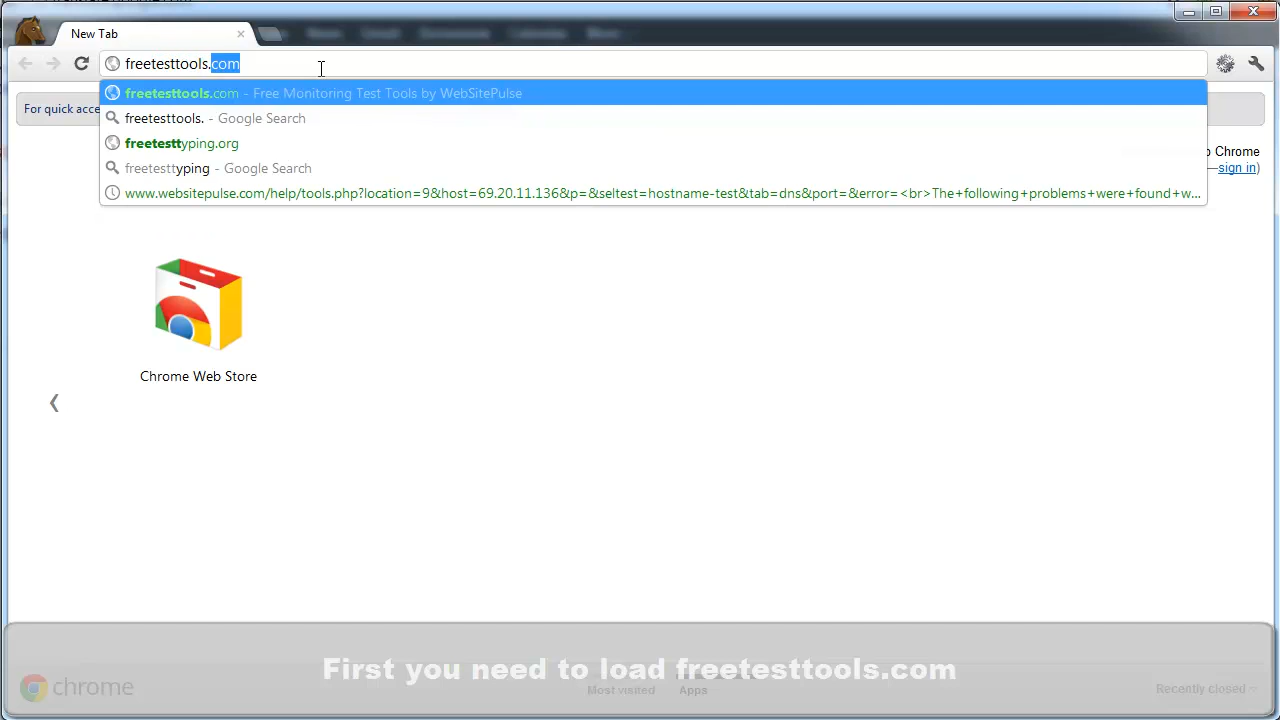 New Tab
freetesttools.com
freetesttools.com - Free Monitoring Test Tools by WebSitePulse
freetesttools. - Google Search
freetesttyping.org
freetesttyping - Google Search
www.websitepulse.com/help/tools.php?location=9&host=69.20.11.136&p=&seltest=hostname-test&tab=dns&port=&error=<br>The+following+problems+were+found+w...
For quick acce
Chrome
sign in)
Chrome Web Store
First you need to load freetesttools.com
chrome
Most visited
Apps
Recently closed